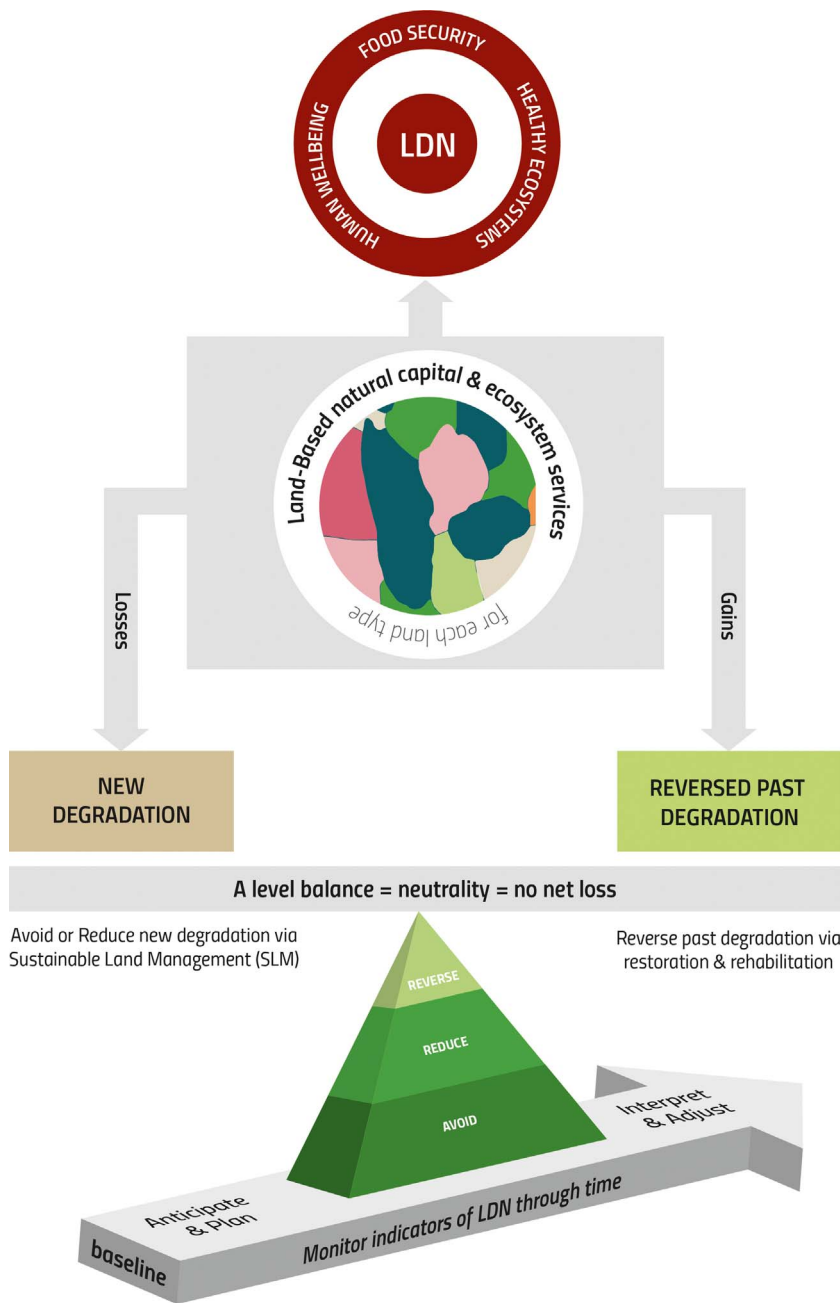 FOOD SECURITY
HUMAN WELLBEING
HEALTHY ECOSYSTEMS
LDN
Land-Based natural capital & ecosystem services
for each land type
Losses
Gains
NEW
DEGRADATION
REVERSED PAST
DEGRADATION
A level balance = neutrality = no net loss
Avoid or Reduce new degradation via
Sustainable Land Management (SLM)
Reverse past degradation via
restoration & rehabilitation
REVERSE
REDUCE
AVOID
Anticipate
& Plan
Interpret
& Adjust
baseline
Monitor indicators of LDN through time